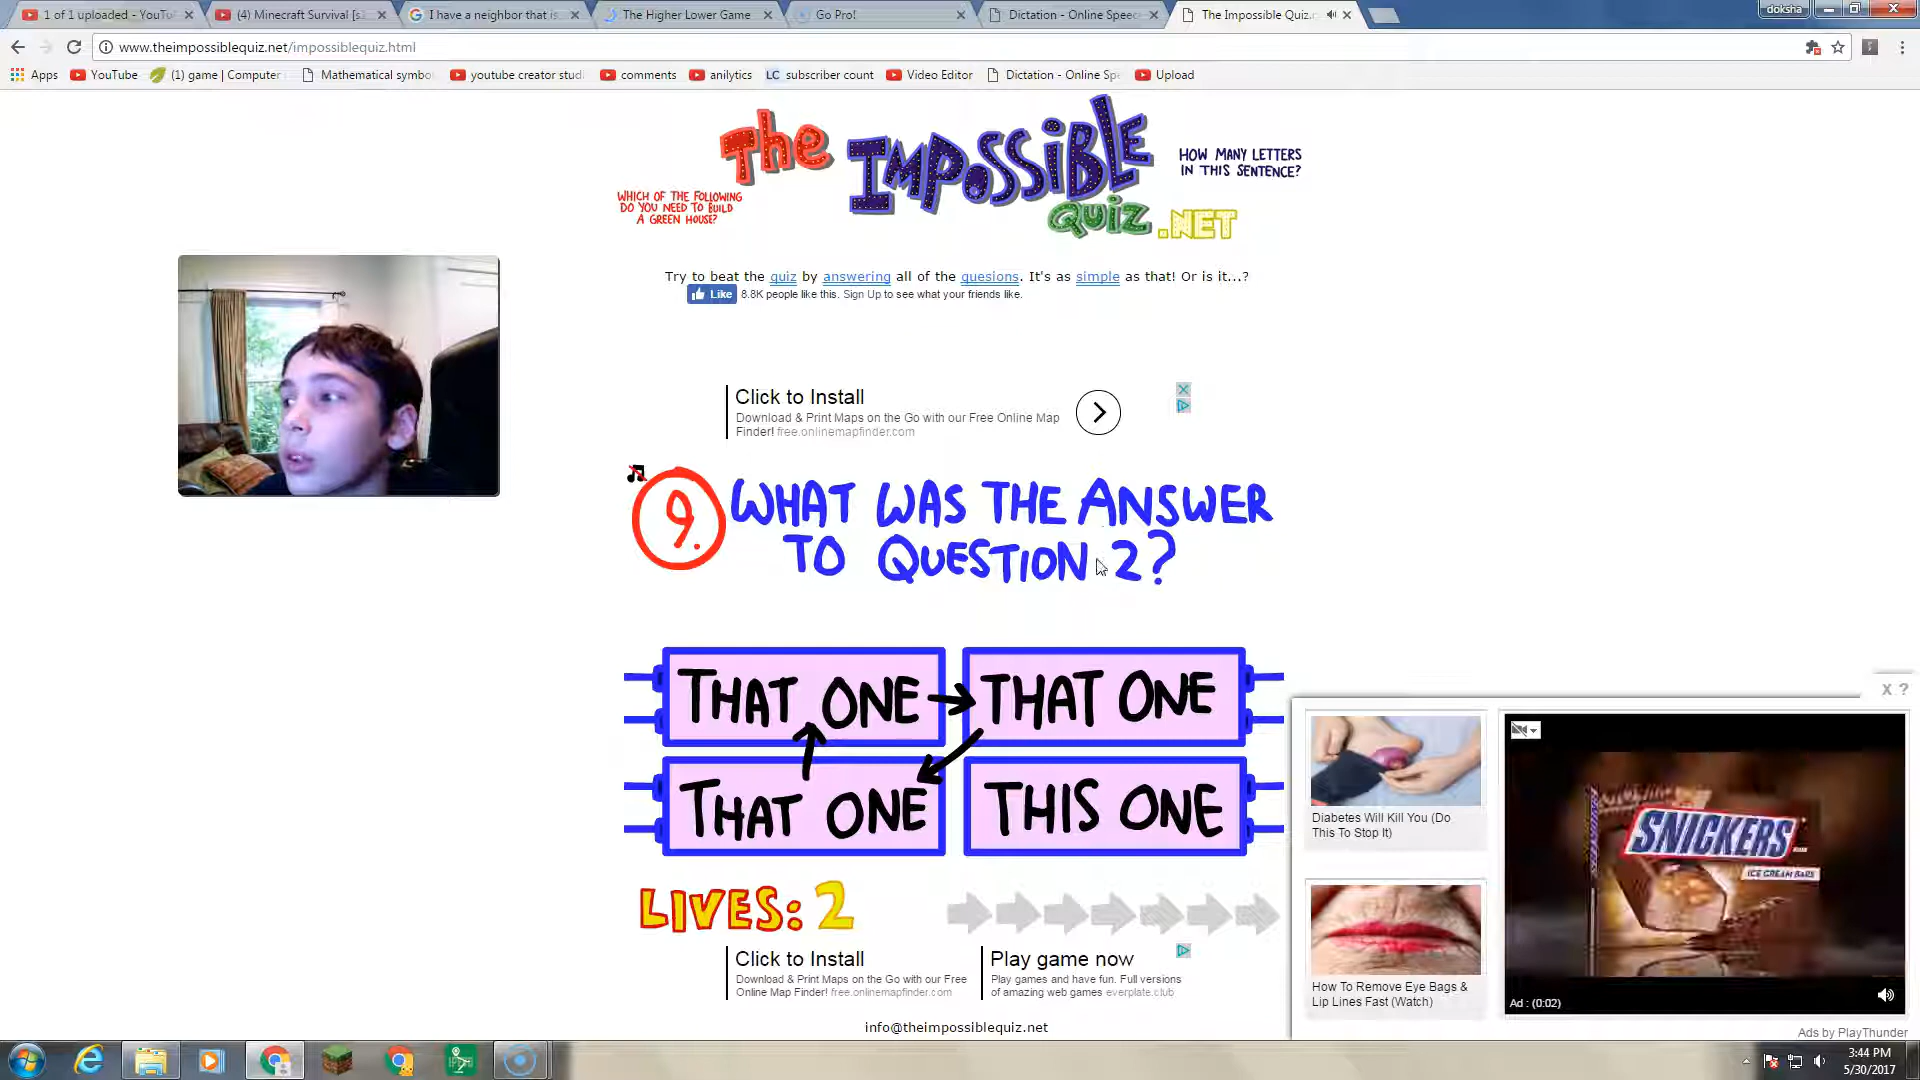 1 of 1 uploaded - YouTu
(4) Minecraft Survival [s1
I have a neighbor that is
The Higher Lower Game
Go Pro!
Dictation - Online Speec
The Impossible Quiz.n
doksha
www.theimpossiblequiz.net/impossiblequiz.html
Apps
YouTube
(1) game | Computer
Mathematical symbo
youtube creator studi
comments
anilytics
LC subscriber count
Video Editor
Dictation - Online Spe
Upload
The IMPOSSIBLE
QUIZ .NET
WHICH OF THE FOLLOWING
DO YOU NEED TO BUILD
A GREEN HOUSE?
HOW MANY LETTERS
IN THIS SENTENCE?
Try to beat the quiz by answering all of the quesions. It's as simple as that! Or is it...?
Like 8.8K people like this. Sign Up to see what your friends like.
Click to Install
Download & Print Maps on the Go with our Free Online Map
Finder! free.onlinemapfinder.com
9. WHAT WAS THE ANSWER
TO QUESTION 2?
THAT ONE
THAT ONE
THAT ONE
THIS ONE
LIVES: 2
Click to Install
Download & Print Maps on the Go with our Free
Online Map Finder! free.onlinemapfinder.com
Play game now
Play games and have fun. Full versions
of amazing web games everplate.club
info@theimpossiblequiz.net
X ?
Diabetes Will Kill You (Do
This To Stop It)
How To Remove Eye Bags &
Lip Lines Fast (Watch)
SNICKERS
ICE CREAM BARS
Ad : (0:02)
Ads by PlayThunder
3:44 PM
5/30/2017